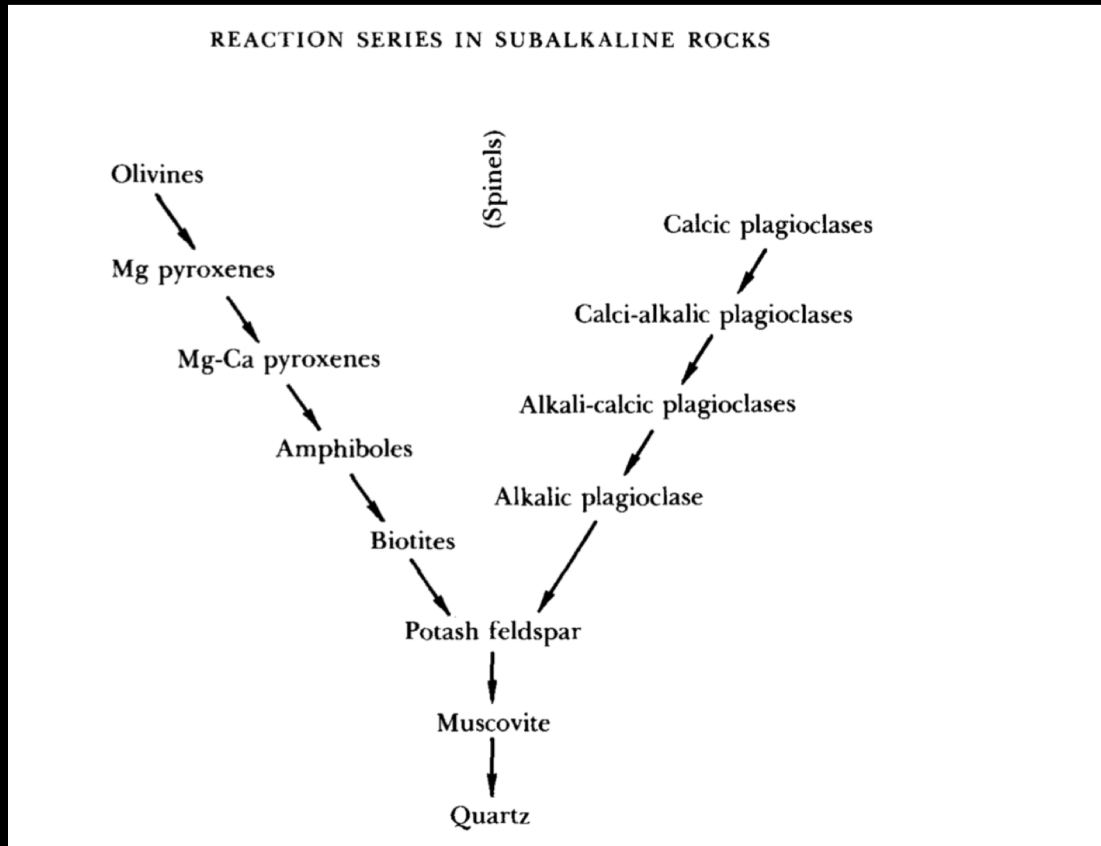 REACTION SERIES IN SUBALKALINE ROCKS
(Spinels)
Olivines
Calcic plagioclases
Mg pyroxenes
Calci-alkalic plagioclases
Mg-Ca pyroxenes
Alkali-calcic plagioclases
Amphiboles
Alkalic plagioclase
Biotites
Potash feldspar
Muscovite
Quartz